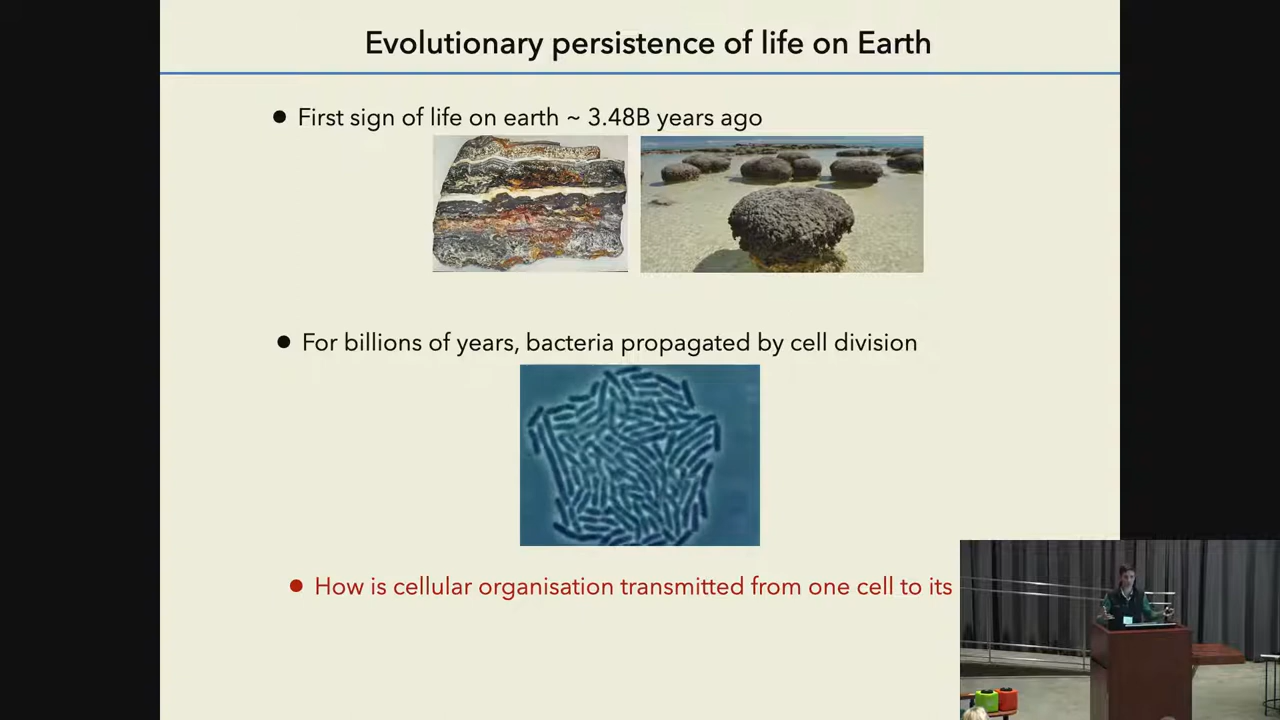 Evolutionary persistence of life on Earth
● First sign of life on earth ~ 3.48B years ago
● For billions of years, bacteria propagated by cell division
● How is cellular organisation transmitted from one cell to its